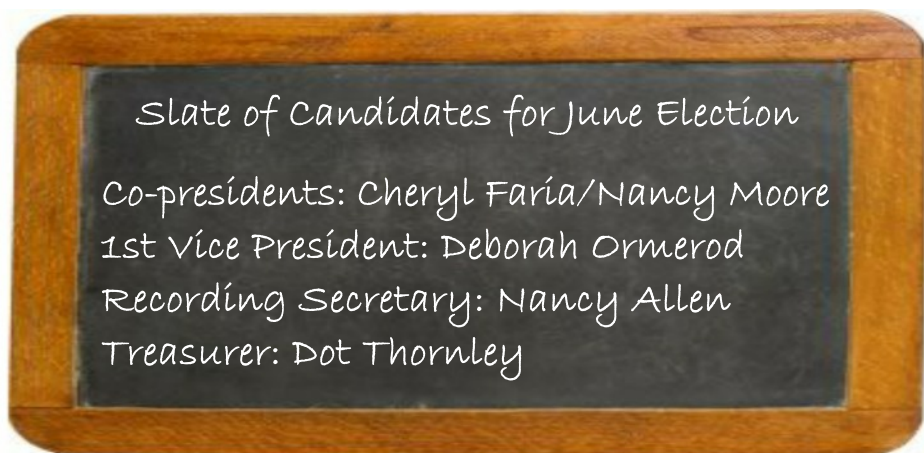 Slate of Candidates for June Election
Co-presidents: Cheryl Faria/Nancy Moore
1st Vice President: Deborah Ormerod
Recording Secretary: Nancy Allen
Treasurer: Dot Thornley